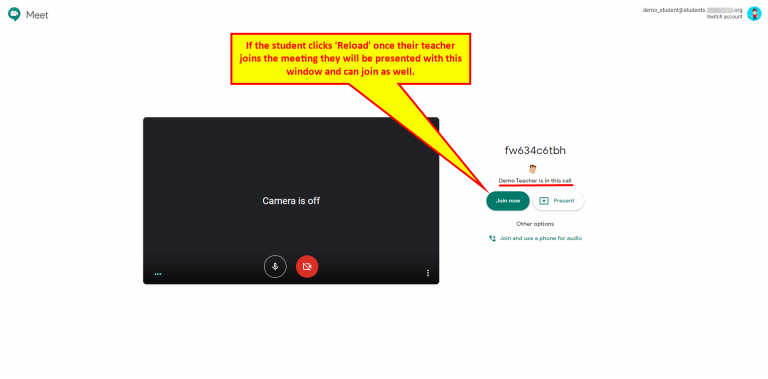 Meet
demo_student@students. .org
Switch account
If the student clicks 'Reload' once their teacher
joins the meeting they will be presented with this
window and can join as well.
fw634c6tbh
Demo Teacher is in this call
Camera is off
Join now
Present
Other options
Join and use a phone for audio